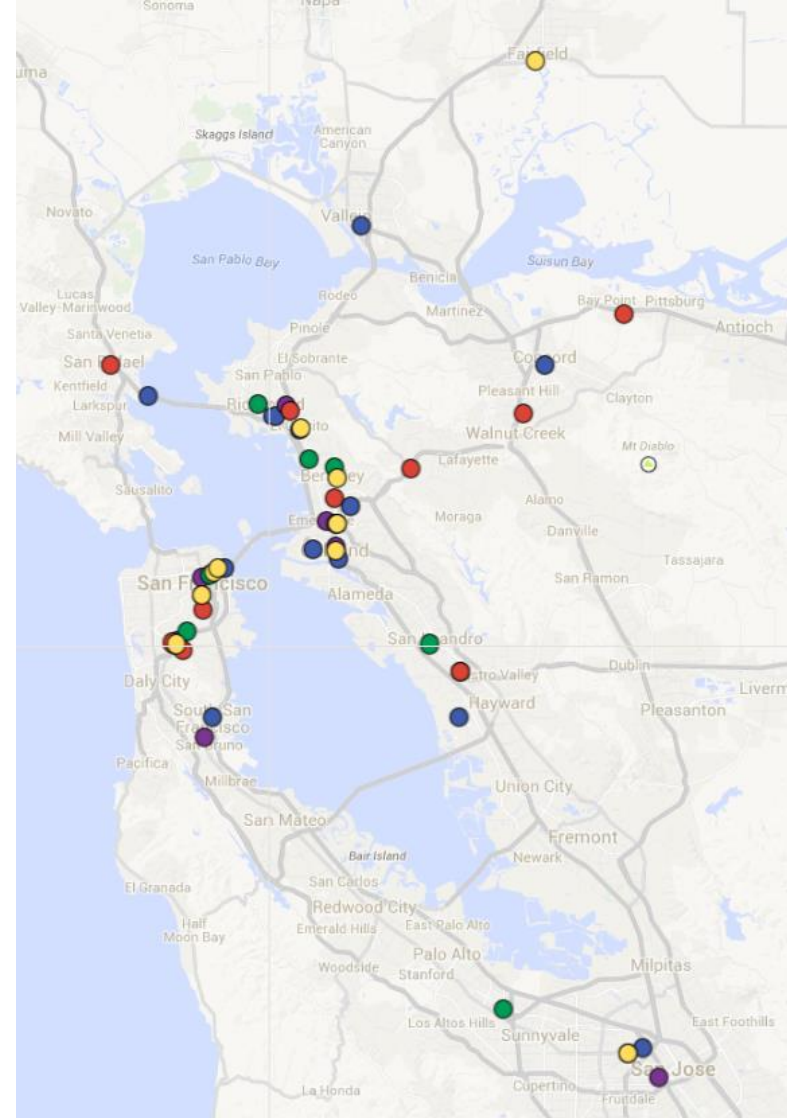 Sonoma
Napa
Skaggs Island
American
Canyon
Novato
San Pablo Bay
Benicia
Suisun Bay
Lucas
Valley-Marinwood
Rodeo
Martinez
Bay Point
Pittsburg
Antioch
Santa Venetia
Pinole
El Sobrante
San Pablo
Kentfield
Larkspur
Pleasant Hill
Clayton
Mill Valley
Walnut Creek
Mt Diablo
Lafayette
Sausalito
Moraga
Alamo
Danville
Tassajara
San Ramon
Alameda
Dublin
Daly City
Hayward
Pleasanton
Pacifica
Millbrae
Union City
San Mateo
Fremont
Bair Island
Newark
El Granada
San Carlos
Redwood City
Half
Moon Bay
Emerald Hills
East Palo Alto
Palo Alto
Woodside
Stanford
Milpitas
Los Altos Hills
Sunnyvale
East Foothills
San Jose
La Honda
Cupertino
Fruitdale